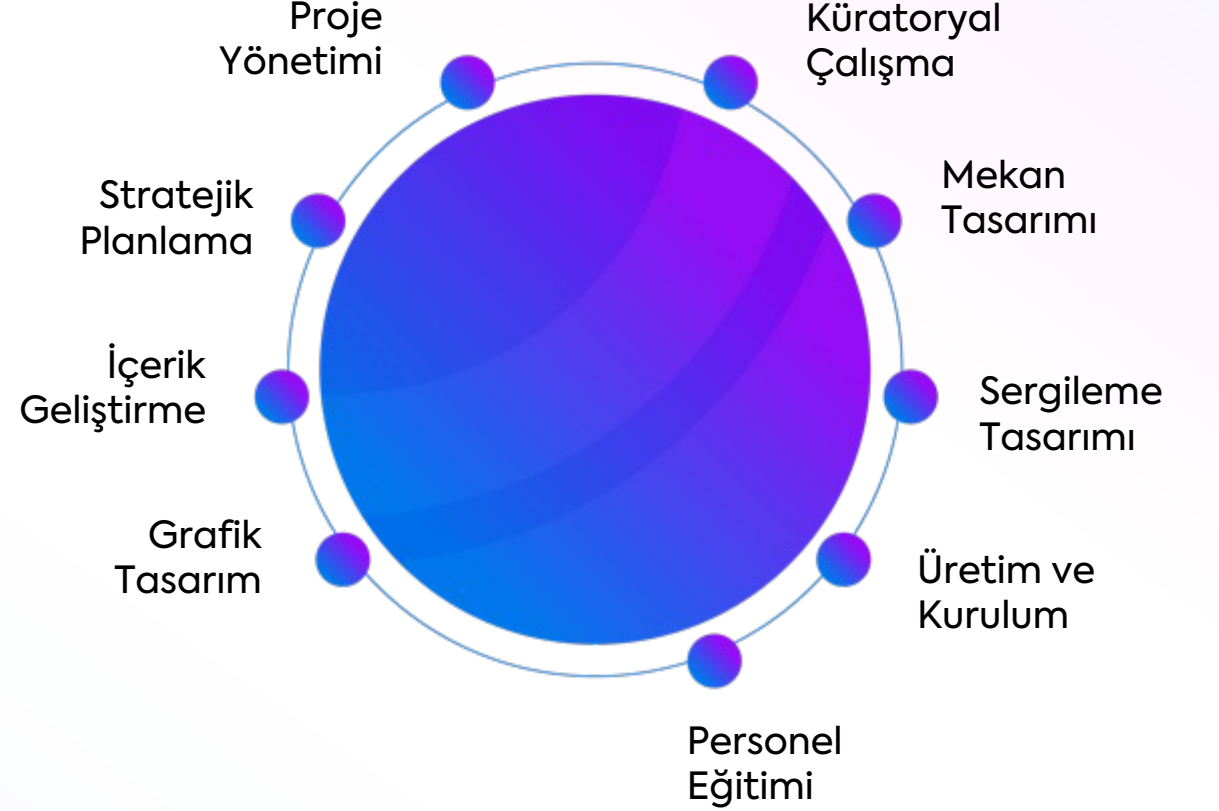 Proje
Yönetimi
Küratoryal
Çalışma
Stratejik
Planlama
Mekan
Tasarımı
İçerik
Geliştirme
Sergileme
Tasarımı
Grafik
Tasarım
Üretim ve
Kurulum
Personel
Eğitimi